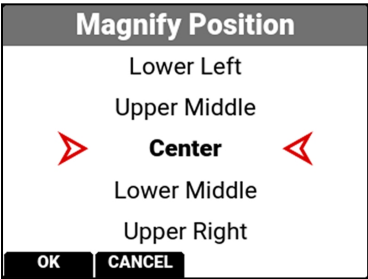 Magnify Position
Lower Left
Upper Middle
Center
Lower Middle
Upper Right
OK CANCEL